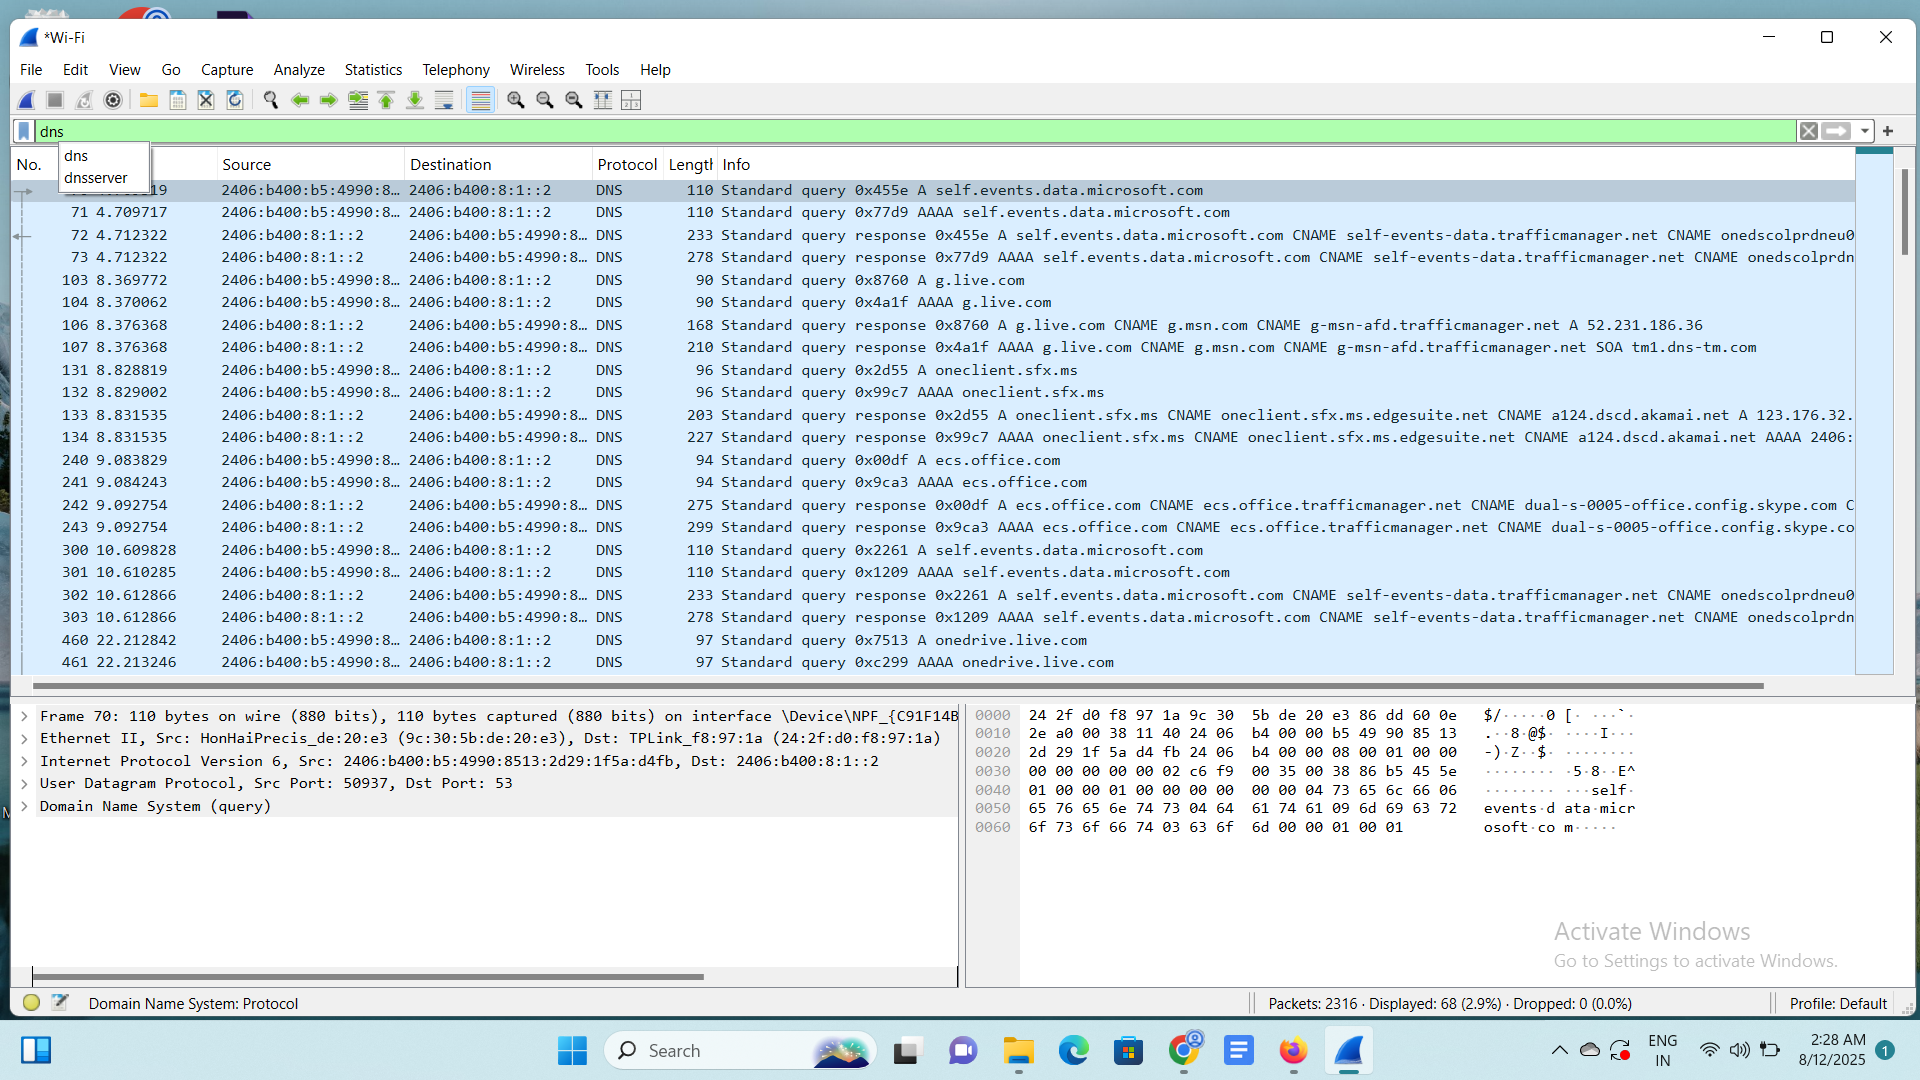 *Wi-Fi
File Edit View Go Capture Analyze Statistics Telephony Wireless Tools Help
dns
dns
dnsserver
No. Source Destination Protocol Length Info
2406:b400:b5:4990:8… 2406:b400:8:1::2 DNS 110 Standard query 0x455e A self.events.data.microsoft.com
71 4.709717 2406:b400:b5:4990:8… 2406:b400:8:1::2 DNS 110 Standard query 0x77d9 AAAA self.events.data.microsoft.com
72 4.712322 2406:b400:8:1::2 2406:b400:b5:4990:8… DNS 233 Standard query response 0x455e A self.events.data.microsoft.com CNAME self-events-data.trafficmanager.net CNAME onedscolprdneu0
73 4.712322 2406:b400:8:1::2 2406:b400:b5:4990:8… DNS 278 Standard query response 0x77d9 AAAA self.events.data.microsoft.com CNAME self-events-data.trafficmanager.net CNAME onedscolprdn
103 8.369772 2406:b400:b5:4990:8… 2406:b400:8:1::2 DNS 90 Standard query 0x8760 A g.live.com
104 8.370062 2406:b400:b5:4990:8… 2406:b400:8:1::2 DNS 90 Standard query 0x4a1f AAAA g.live.com
106 8.376368 2406:b400:8:1::2 2406:b400:b5:4990:8… DNS 168 Standard query response 0x8760 A g.live.com CNAME g.msn.com CNAME g-msn-afd.trafficmanager.net A 52.231.186.36
107 8.376368 2406:b400:8:1::2 2406:b400:b5:4990:8… DNS 210 Standard query response 0x4a1f AAAA g.live.com CNAME g.msn.com CNAME g-msn-afd.trafficmanager.net SOA tm1.dns-tm.com
131 8.828819 2406:b400:b5:4990:8… 2406:b400:8:1::2 DNS 96 Standard query 0x2d55 A oneclient.sfx.ms
132 8.829002 2406:b400:b5:4990:8… 2406:b400:8:1::2 DNS 96 Standard query 0x99c7 AAAA oneclient.sfx.ms
133 8.831535 2406:b400:8:1::2 2406:b400:b5:4990:8… DNS 203 Standard query response 0x2d55 A oneclient.sfx.ms CNAME oneclient.sfx.ms.edgesuite.net CNAME a124.dscd.akamai.net A 123.176.32.
134 8.831535 2406:b400:8:1::2 2406:b400:b5:4990:8… DNS 227 Standard query response 0x99c7 AAAA oneclient.sfx.ms CNAME oneclient.sfx.ms.edgesuite.net CNAME a124.dscd.akamai.net AAAA 2406:
240 9.083829 2406:b400:b5:4990:8… 2406:b400:8:1::2 DNS 94 Standard query 0x00df A ecs.office.com
241 9.084243 2406:b400:b5:4990:8… 2406:b400:8:1::2 DNS 94 Standard query 0x9ca3 AAAA ecs.office.com
242 9.092754 2406:b400:8:1::2 2406:b400:b5:4990:8… DNS 275 Standard query response 0x00df A ecs.office.com CNAME ecs.office.trafficmanager.net CNAME dual-s-0005-office.config.skype.com C
243 9.092754 2406:b400:8:1::2 2406:b400:b5:4990:8… DNS 299 Standard query response 0x9ca3 AAAA ecs.office.com CNAME ecs.office.trafficmanager.net CNAME dual-s-0005-office.config.skype.co
300 10.609828 2406:b400:b5:4990:8… 2406:b400:8:1::2 DNS 110 Standard query 0x2261 A self.events.data.microsoft.com
301 10.610285 2406:b400:b5:4990:8… 2406:b400:8:1::2 DNS 110 Standard query 0x1209 AAAA self.events.data.microsoft.com
302 10.612866 2406:b400:8:1::2 2406:b400:b5:4990:8… DNS 233 Standard query response 0x2261 A self.events.data.microsoft.com CNAME self-events-data.trafficmanager.net CNAME onedscolprdneu0
303 10.612866 2406:b400:8:1::2 2406:b400:b5:4990:8… DNS 278 Standard query response 0x1209 AAAA self.events.data.microsoft.com CNAME self-events-data.trafficmanager.net CNAME onedscolprdn
460 22.212842 2406:b400:b5:4990:8… 2406:b400:8:1::2 DNS 97 Standard query 0x7513 A onedrive.live.com
461 22.213246 2406:b400:b5:4990:8… 2406:b400:8:1::2 DNS 97 Standard query 0xc299 AAAA onedrive.live.com
Frame 70: 110 bytes on wire (880 bits), 110 bytes captured (880 bits) on interface \Device\NPF_{C91F14B
Ethernet II, Src: HonHaiPrecis_de:20:e3 (9c:30:5b:de:20:e3), Dst: TPLink_f8:97:1a (24:2f:d0:f8:97:1a)
Internet Protocol Version 6, Src: 2406:b400:b5:4990:8513:2d29:1f5a:d4fb, Dst: 2406:b400:8:1::2
User Datagram Protocol, Src Port: 50937, Dst Port: 53
Domain Name System (query)
0000 24 2f d0 f8 97 1a 9c 30 5b de 20 e3 86 dd 60 0e $/·····0 [· ···`·
0010 2e a0 00 38 11 40 24 06 b4 00 00 b5 49 90 85 13 .··8·@$· ····I···
0020 2d 29 1f 5a d4 fb 24 06 b4 00 00 08 00 01 00 00 -)·Z··$· ········
0030 00 00 00 00 00 02 c6 f9 00 35 00 38 86 b5 45 5e ········ ·5·8··E^
0040 01 00 00 01 00 00 00 00 00 00 04 73 65 6c 66 06 ········ ···self·
0050 65 76 65 6e 74 73 04 64 61 74 61 09 6d 69 63 72 events·d ata·micr
0060 6f 73 6f 66 74 03 63 6f 6d 00 00 01 00 01 osoft·co m·····
Activate Windows
Go to Settings to activate Windows.
Domain Name System: Protocol
Packets: 2316 · Displayed: 68 (2.9%) · Dropped: 0 (0.0%)
Profile: Default
Search
ENG
IN
2:28 AM
8/12/2025
1